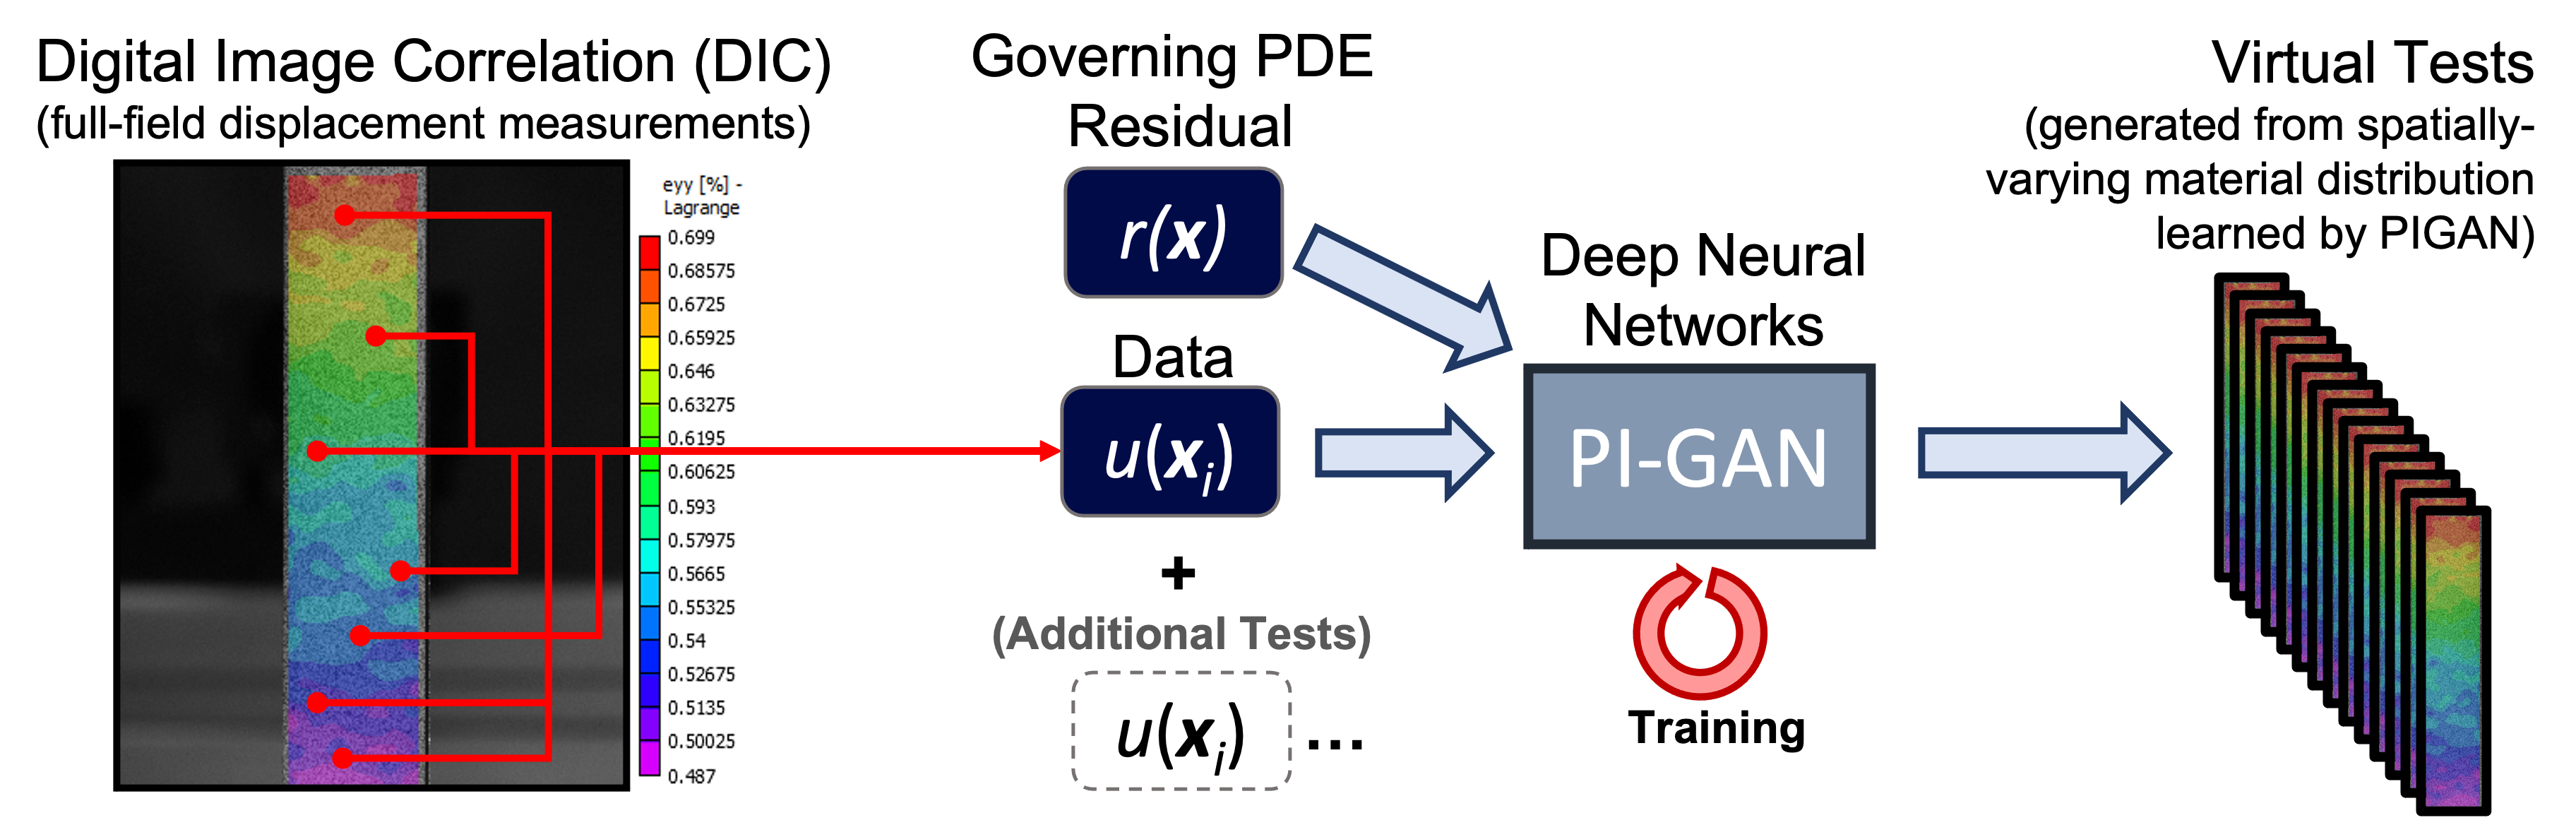 Digital Image Correlation (DIC)
(full-field displacement measurements)
eyy [%] -
Lagrange
0.699
0.68575
0.6725
0.65925
0.646
0.63275
0.6195
0.60625
0.593
0.57975
0.5665
0.55325
0.54
0.52675
0.5135
0.50025
0.487
Governing PDE
Residual
r(x)
Data
u(xᵢ)
+
(Additional Tests)
u(xᵢ) ...
Deep Neural
Networks
PI-GAN
Training
Virtual Tests
(generated from spatially-
varying material distribution
learned by PIGAN)